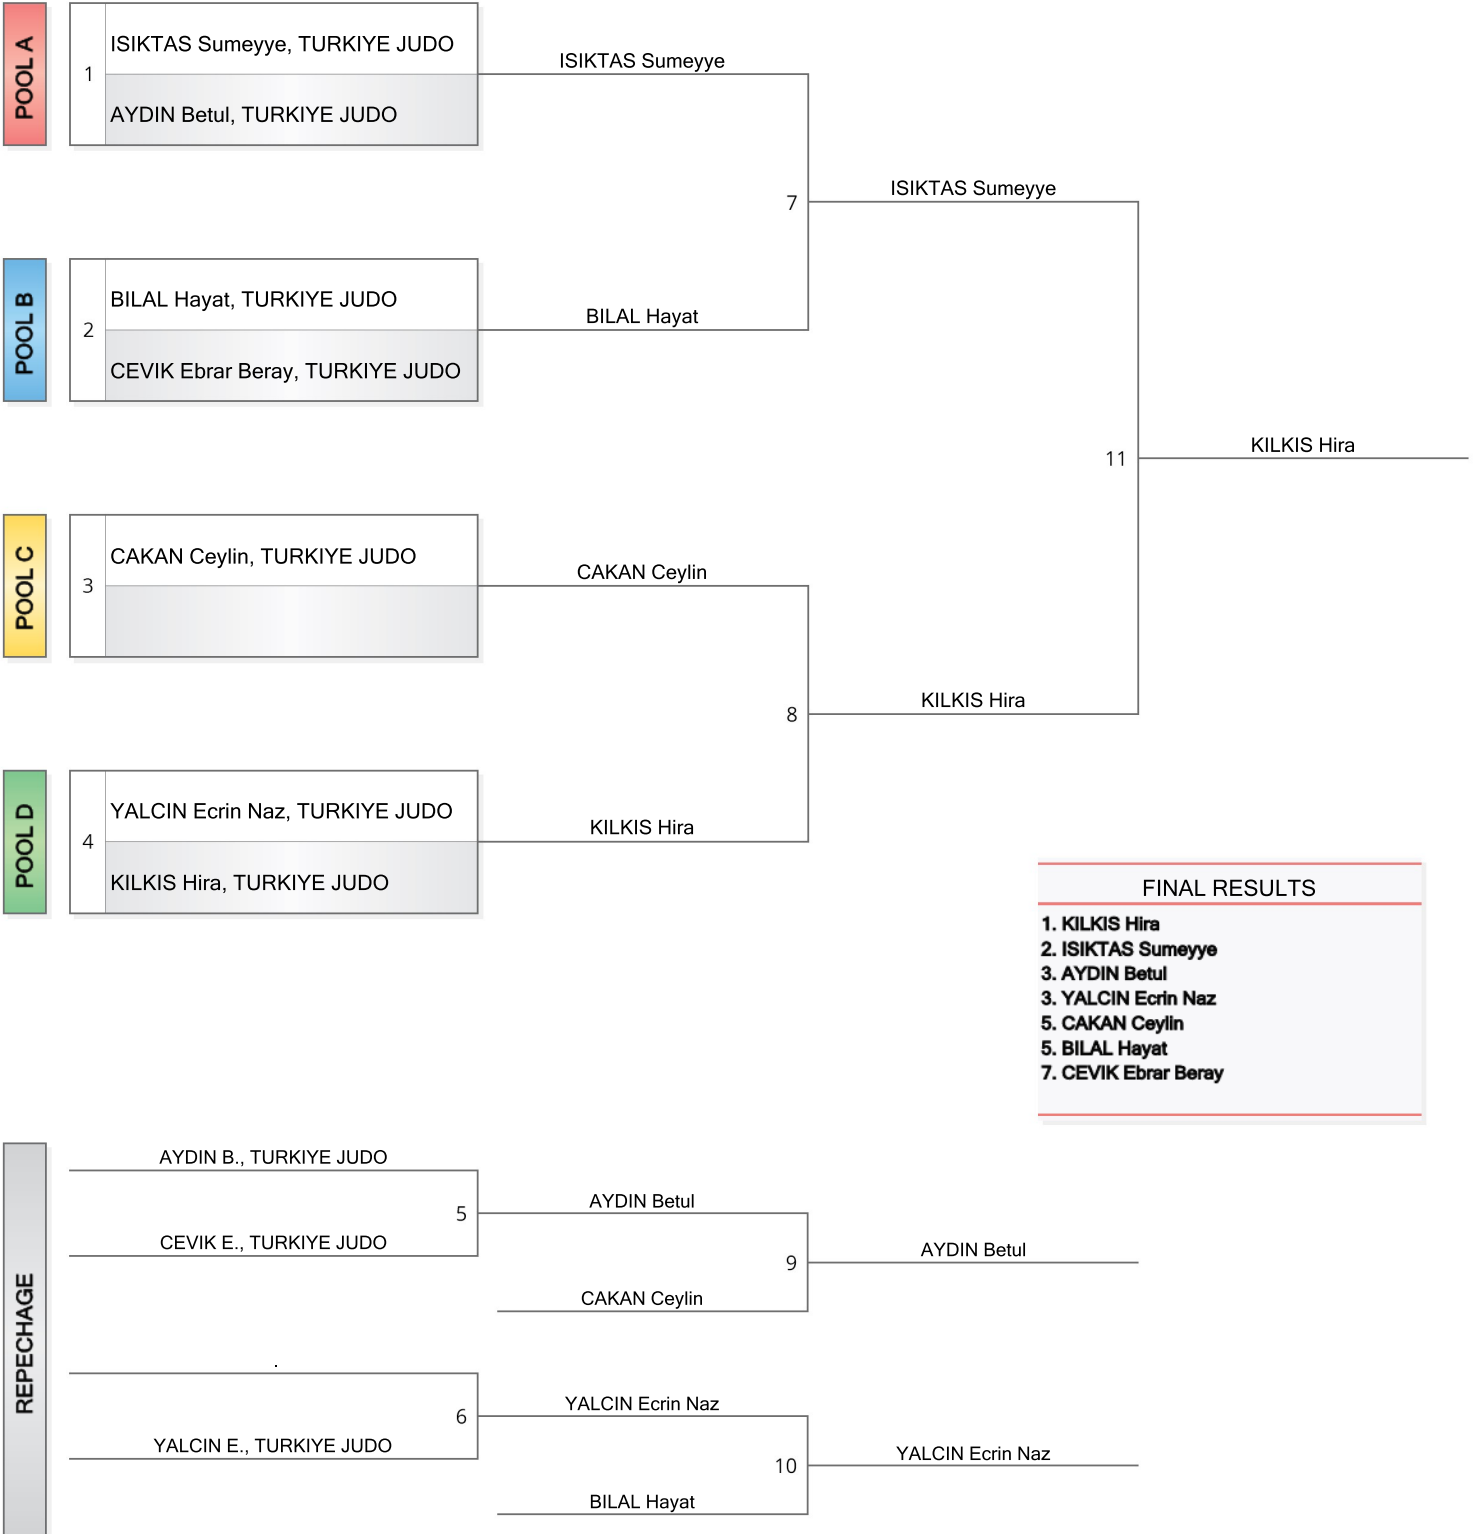 POOL A
1
ISIKTAS Sumeyye, TURKIYE JUDO
AYDIN Betul, TURKIYE JUDO
ISIKTAS Sumeyye
7
ISIKTAS Sumeyye
POOL B
2
BILAL Hayat, TURKIYE JUDO
CEVIK Ebrar Beray, TURKIYE JUDO
BILAL Hayat
11
KILKIS Hira
POOL C
3
CAKAN Ceylin, TURKIYE JUDO
CAKAN Ceylin
8
KILKIS Hira
POOL D
4
YALCIN Ecrin Naz, TURKIYE JUDO
KILKIS Hira, TURKIYE JUDO
KILKIS Hira
FINAL RESULTS
1. KILKIS Hira
2. ISIKTAS Sumeyye
3. AYDIN Betul
3. YALCIN Ecrin Naz
5. CAKAN Ceylin
5. BILAL Hayat
7. CEVIK Ebrar Beray
REPECHAGE
AYDIN B., TURKIYE JUDO
5
CEVIK E., TURKIYE JUDO
AYDIN Betul
9
CAKAN Ceylin
AYDIN Betul
.
6
YALCIN E., TURKIYE JUDO
YALCIN Ecrin Naz
10
BILAL Hayat
YALCIN Ecrin Naz